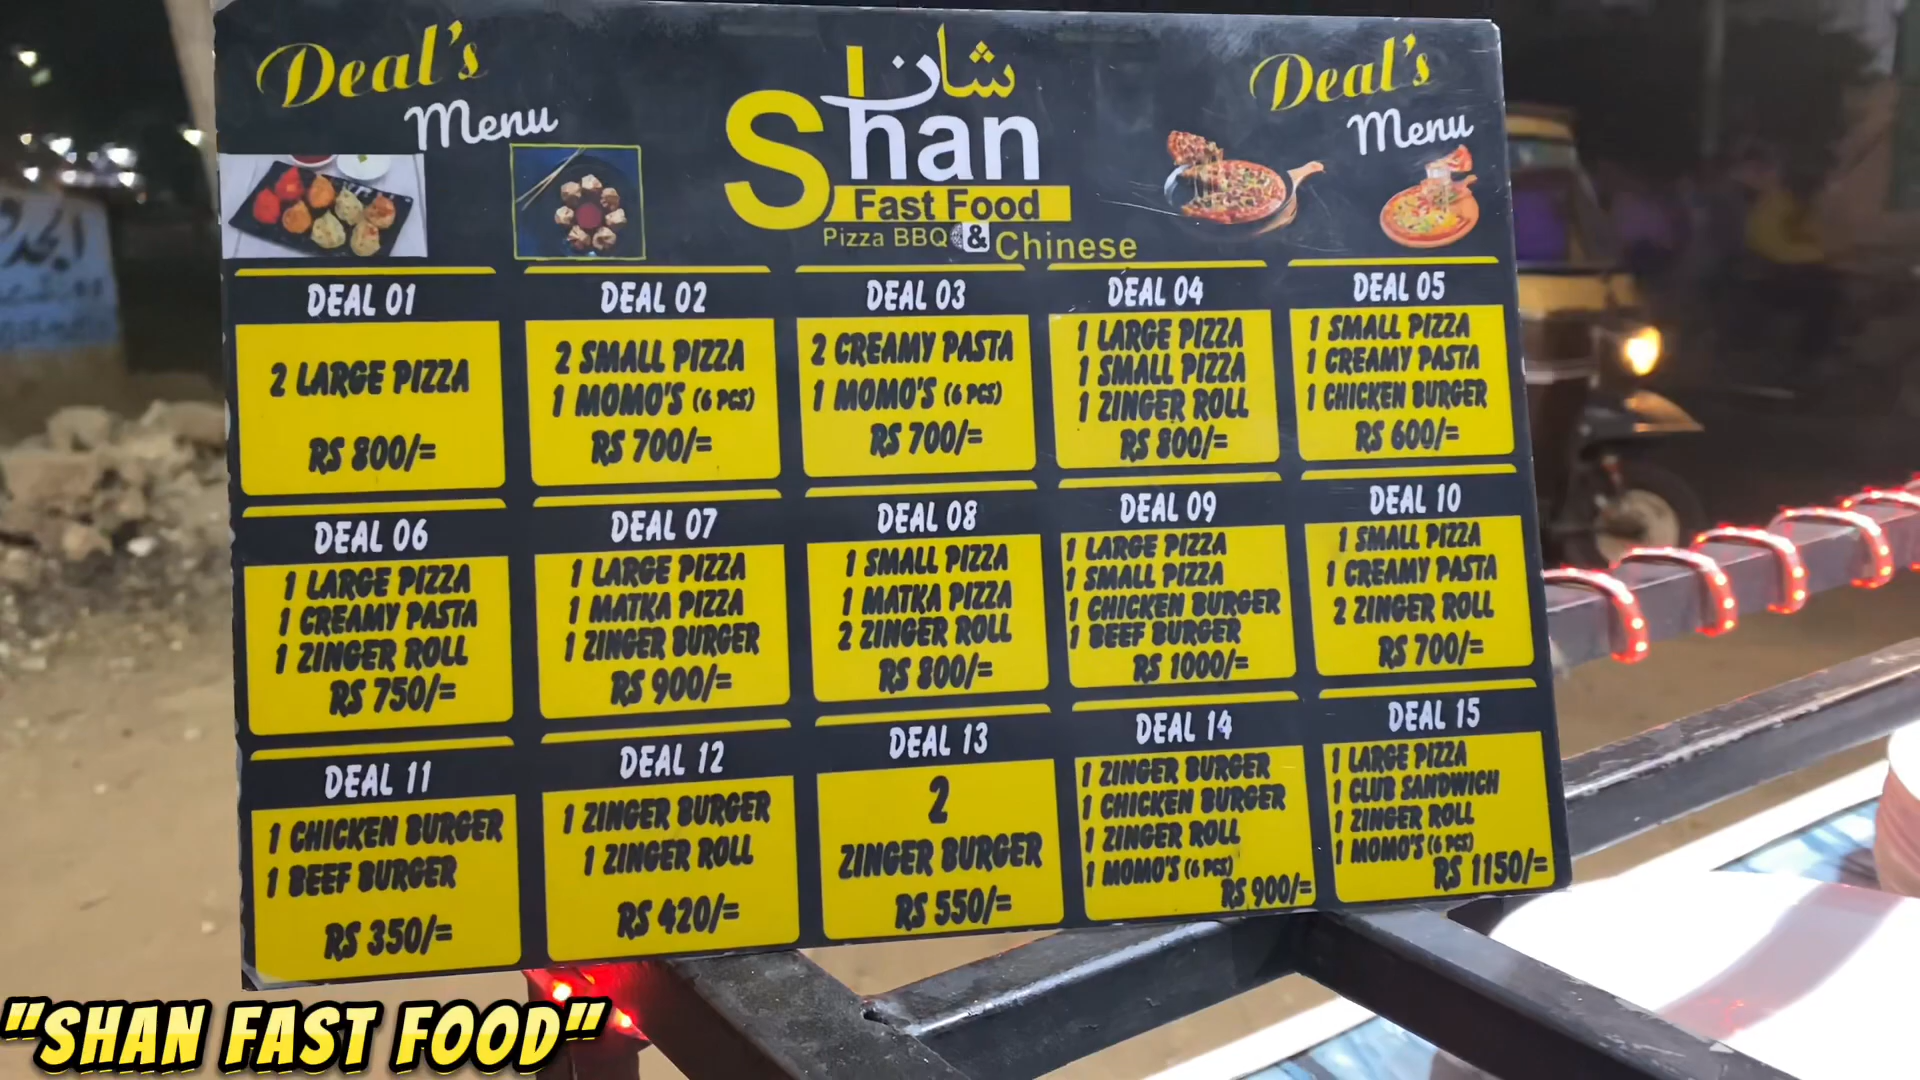 Deal's
Menu
شان
Shan
Fast Food
Pizza BBQ & Chinese
Deal's
Menu
DEAL 01
2 LARGE PIZZA
RS 800/=
DEAL 02
2 SMALL PIZZA
1 MOMO'S (6 PCS)
RS 700/=
DEAL 03
2 CREAMY PASTA
1 MOMO'S (6 PCS)
RS 700/=
DEAL 04
1 LARGE PIZZA
1 SMALL PIZZA
1 ZINGER ROLL
RS 800/=
DEAL 05
1 SMALL PIZZA
1 CREAMY PASTA
1 CHICKEN BURGER
RS 600/=
DEAL 06
1 LARGE PIZZA
1 CREAMY PASTA
1 ZINGER ROLL
RS 750/=
DEAL 07
1 LARGE PIZZA
1 MATKA PIZZA
1 ZINGER BURGER
RS 900/=
DEAL 08
1 SMALL PIZZA
1 MATKA PIZZA
2 ZINGER ROLL
RS 800/=
DEAL 09
1 LARGE PIZZA
1 SMALL PIZZA
1 CHICKEN BURGER
1 BEEF BURGER
RS 1000/=
DEAL 10
1 SMALL PIZZA
1 CREAMY PASTA
2 ZINGER ROLL
RS 700/=
DEAL 11
1 CHICKEN BURGER
1 BEEF BURGER
RS 350/=
DEAL 12
1 ZINGER BURGER
1 ZINGER ROLL
RS 420/=
DEAL 13
2
ZINGER BURGER
RS 550/=
DEAL 14
1 ZINGER BURGER
1 CHICKEN BURGER
1 ZINGER ROLL
1 MOMO'S (6 PCS)
RS 900/=
DEAL 15
1 LARGE PIZZA
1 CLUB SANDWICH
1 ZINGER ROLL
1 MOMO'S (6 PCS)
RS 1150/=
"SHAN FAST FOOD"